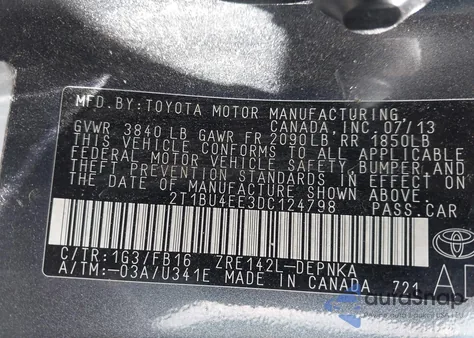 MFD.BY:TOYOTA MOTOR MANUFACTURING,
CANADA, INC. 07/13
GVWR 3840 LB GAWR FR 2090LB RR 1850LB
THIS VEHICLE CONFORMS TO ALL APPLICABLE
FEDERAL MOTOR VEHICLE SAFETY, BUMPER, AND
THEFT PREVENTION STANDARDS IN EFFECT ON
THE DATE OF MANUFACTURE SHOWN ABOVE.
2T1BU4EE3DC124798 PASS.CAR
C/TR:1G3/FB16 ZRE142L-DEPNKA
A/TM:-03A/U341E MADE IN CANADA 721
TOYOTA
autoSnap